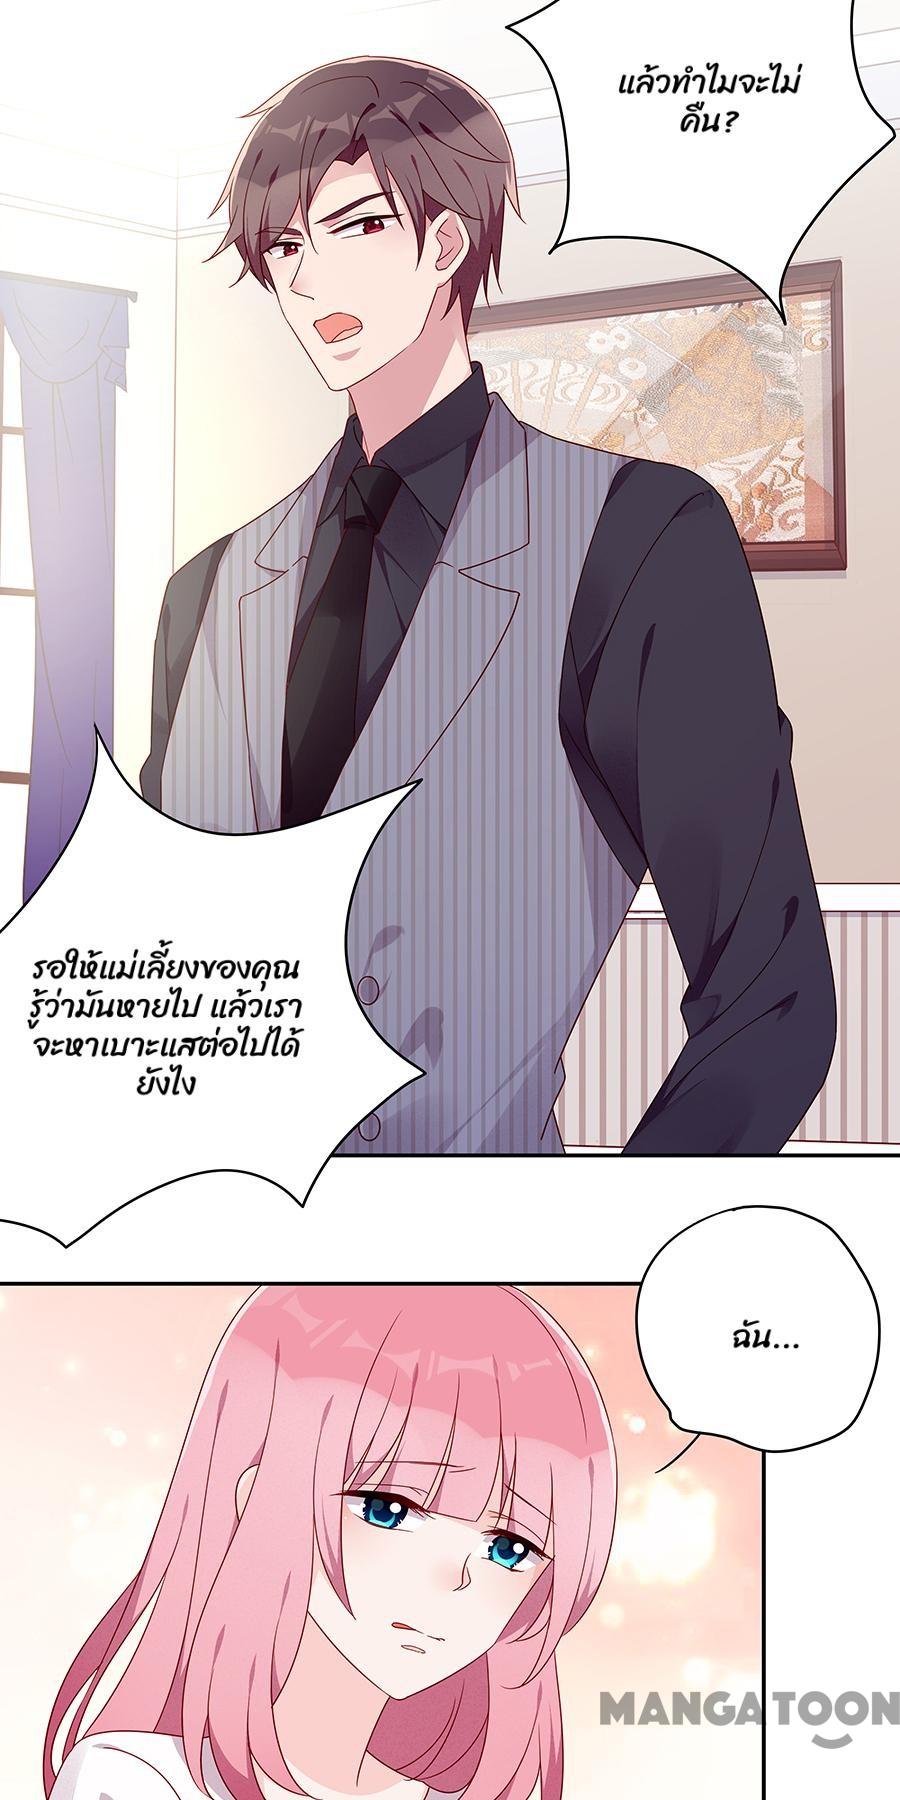 แล้วทำไมจะไม่
คืน?
รอให้แม่เลี้ยงของคุณ
รู้ว่ามันหายไป แล้วเรา
จะหาเบาะแสต่อไปได้
ยังไง
ฉัน...
MANGATOON